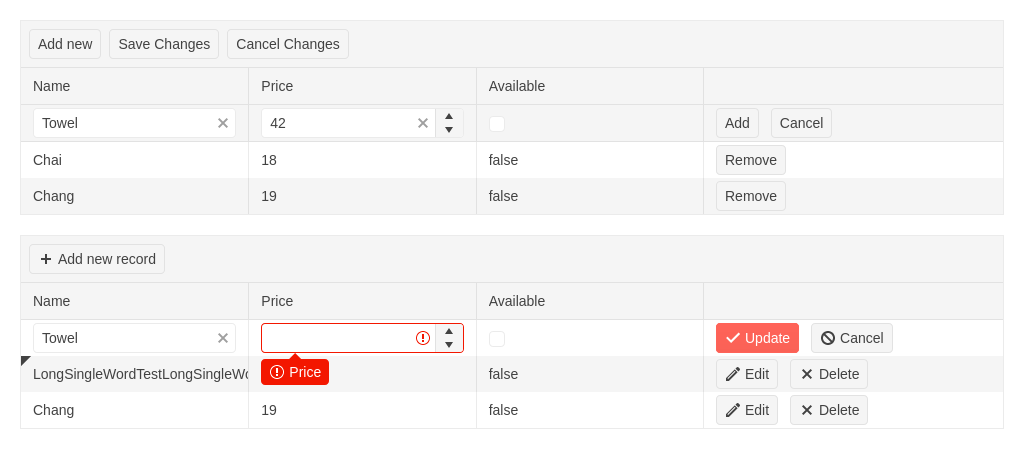 Add new Save Changes Cancel Changes
Name Price Available
Towel 42 Add Cancel
Chai 18 false Remove
Chang 19 false Remove
Add new record
Name Price Available
Towel Update Cancel
LongSingleWordTestLongSingleWo Price false Edit Delete
Chang 19 false Edit Delete